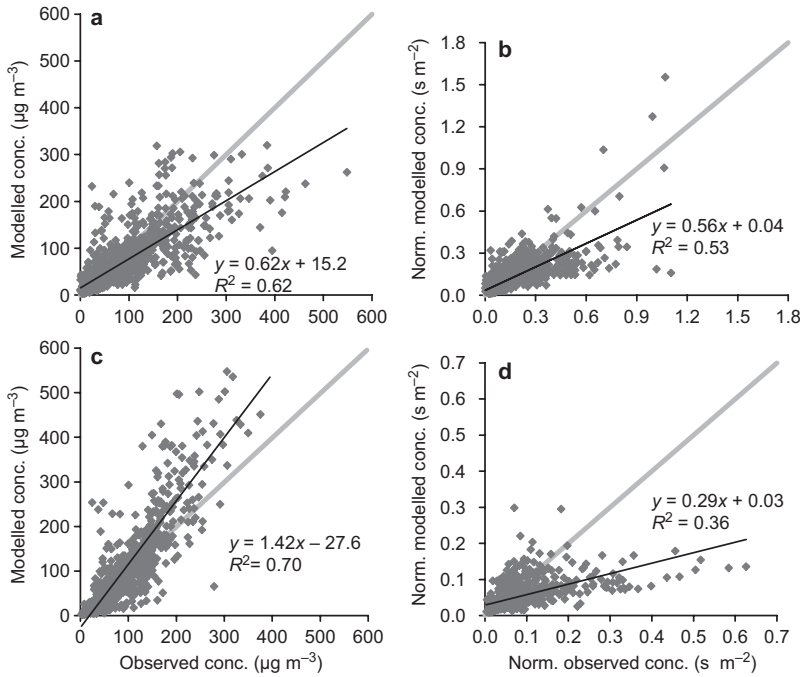 a
Modelled conc. (µg m⁻³)
600
500
400
300
200
100
0
0 100 200 300 400 500 600
y = 0.62x + 15.2
R² = 0.62
b
Norm. modelled conc. (s m⁻²)
1.8
1.5
1.2
0.9
0.6
0.3
0.0
0.0 0.3 0.6 0.9 1.2 1.5 1.8
y = 0.56x + 0.04
R² = 0.53
c
Modelled conc. (µg m⁻³)
600
500
400
300
200
100
0
0 100 200 300 400 500 600
y = 1.42x – 27.6
R² = 0.70
Observed conc. (µg m⁻³)
d
Norm. modelled conc. (s m⁻²)
0.7
0.6
0.5
0.4
0.3
0.2
0.1
0.0
0.0 0.1 0.2 0.3 0.4 0.5 0.6 0.7
y = 0.29x + 0.03
R² = 0.36
Norm. observed conc. (s m⁻²)